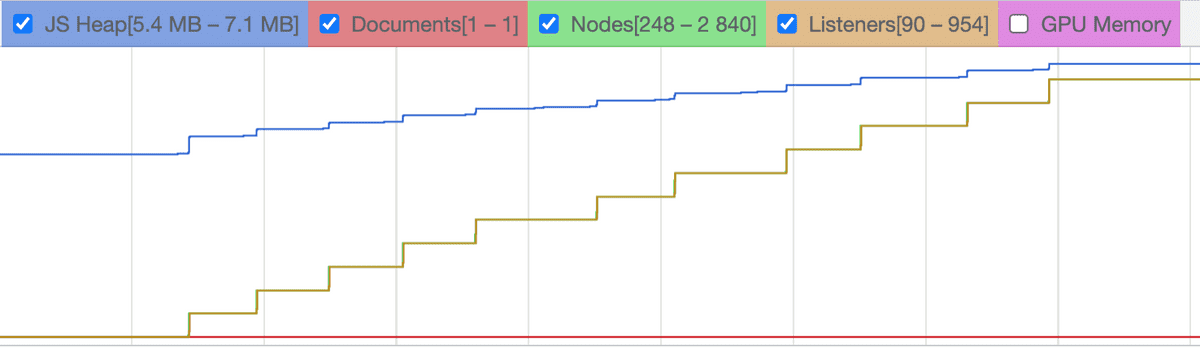 JS Heap[5.4 MB – 7.1 MB] Documents[1 – 1] Nodes[248 – 2 840] Listeners[90 – 954] GPU Memory